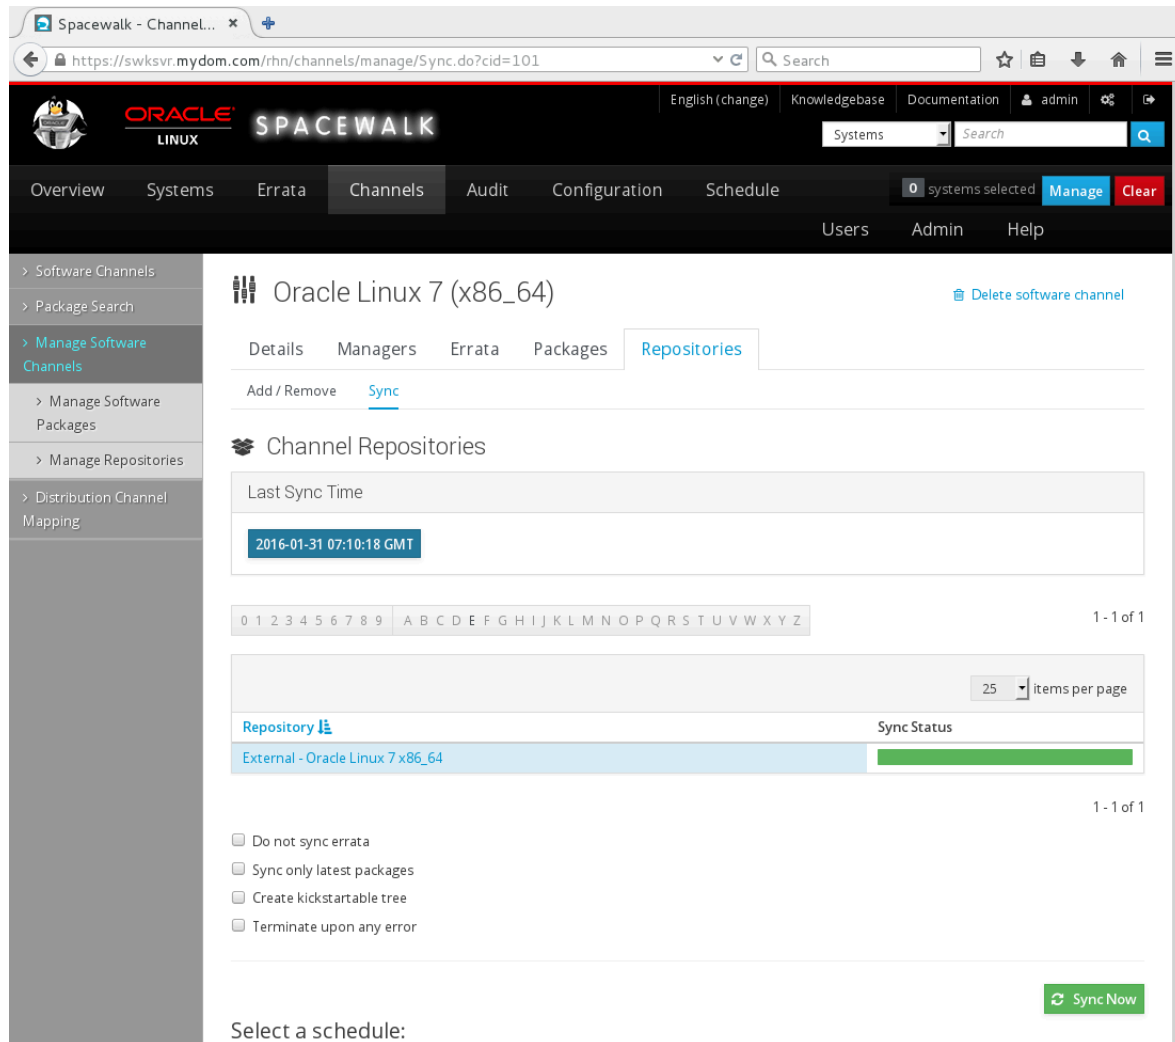 Spacewalk - Channel...
https://swksvr.mydom.com/rhn/channels/manage/Sync.do?cid=101
Search
English (change) Knowledgebase Documentation admin
ORACLE
LINUX
SPACEWALK
Systems Search
Overview Systems Errata Channels Audit Configuration Schedule
0 systems selected Manage Clear
Users Admin Help
> Software Channels
> Package Search
> Manage Software
Channels
> Manage Software
Packages
> Manage Repositories
> Distribution Channel
Mapping
Oracle Linux 7 (x86_64)
Delete software channel
Details Managers Errata Packages Repositories
Add / Remove Sync
Channel Repositories
Last Sync Time
2016-01-31 07:10:18 GMT
0 1 2 3 4 5 6 7 8 9 A B C D E F G H I J K L M N O P Q R S T U V W X Y Z
1 - 1 of 1
25 items per page
Repository Sync Status
External - Oracle Linux 7 x86_64
1 - 1 of 1
Do not sync errata
Sync only latest packages
Create kickstartable tree
Terminate upon any error
Sync Now
Select a schedule: